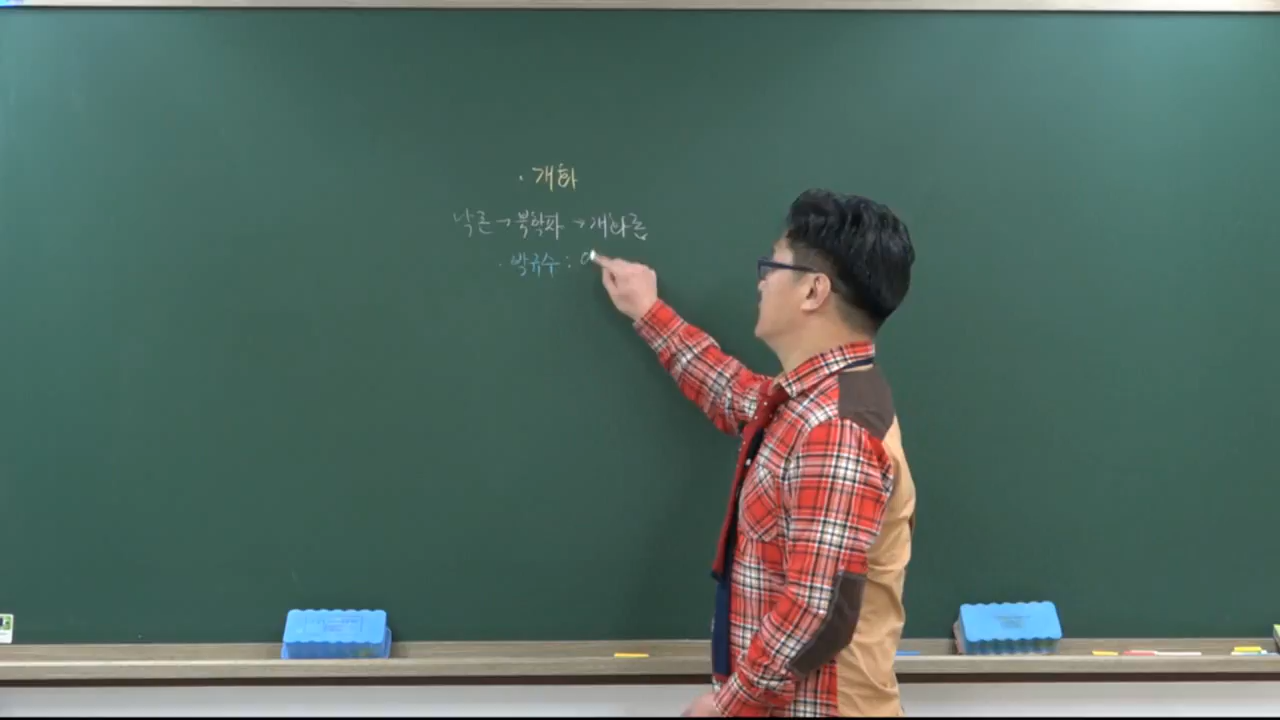 · 개화
낙론 → 북학파 → 개화론
· 박규수 :